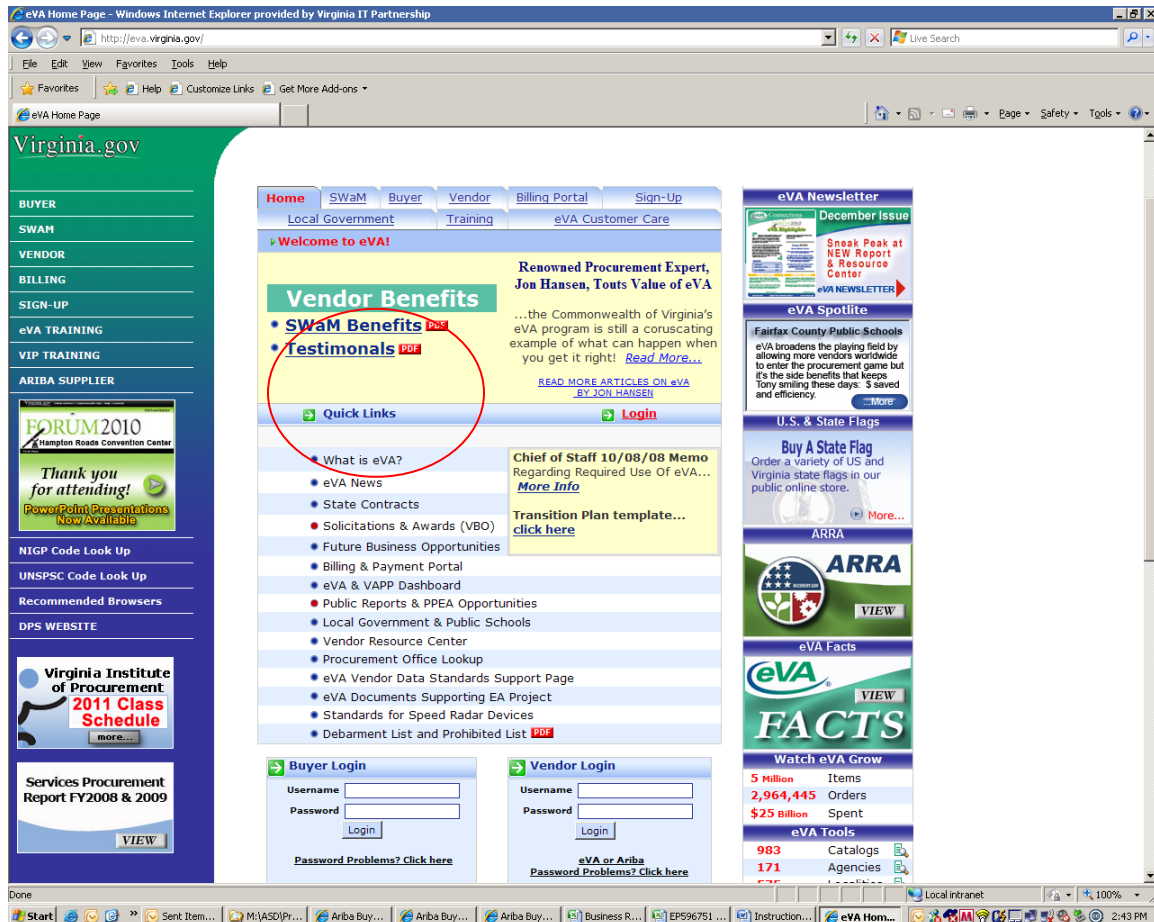 eVA Home Page - Windows Internet Explorer provided by Virginia IT Partnership
http://eva.virginia.gov/
Live Search
File Edit View Favorites Tools Help
Favorites Help Customize Links Get More Add-ons
eVA Home Page
Page Safety Tools
Virginia.gov
BUYER
SWAM
VENDOR
BILLING
SIGN-UP
eVA TRAINING
VIP TRAINING
ARIBA SUPPLIER
FORUM2010
Hampton Roads Convention Center
Thank you
for attending!
PowerPoint Presentations
Now Available
NIGP Code Look Up
UNSPSC Code Look Up
Recommended Browsers
DPS WEBSITE
Virginia Institute
of Procurement
2011 Class
Schedule
more...
Services Procurement
Report FY2008 & 2009
VIEW
Home SWaM Buyer Vendor Billing Portal Sign-Up
Local Government Training eVA Customer Care
Welcome to eVA!
Vendor Benefits
SWaM Benefits PDF
Testimonals PDF
Renowned Procurement Expert,
Jon Hansen, Touts Value of eVA
...the Commonwealth of Virginia's
eVA program is still a coruscating
example of what can happen when
you get it right! Read More...
READ MORE ARTICLES ON eVA
BY JON HANSEN
Quick Links
Login
What is eVA?
eVA News
State Contracts
Solicitations & Awards (VBO)
Future Business Opportunities
Billing & Payment Portal
eVA & VAPP Dashboard
Public Reports & PPEA Opportunities
Local Government & Public Schools
Vendor Resource Center
Procurement Office Lookup
eVA Vendor Data Standards Support Page
eVA Documents Supporting EA Project
Standards for Speed Radar Devices
Debarment List and Prohibited List PDF
Chief of Staff 10/08/08 Memo
Regarding Required Use Of eVA...
More Info
Transition Plan template...
click here
Buyer Login
Username
Password
Login
Password Problems? Click here
Vendor Login
Username
Password
Login
eVA or Ariba
Password Problems? Click here
eVA Newsletter
Connections
2010
eVA Highlights
December Issue
Sneak Peak at
NEW Report
& Resource
Center
eVA NEWSLETTER
eVA Spotlite
Fairfax County Public Schools
eVA broadens the playing field by
allowing more vendors worldwide
to enter the procurement game but
it's the side benefits that keeps
Tony smiling these days: $ saved
and efficiency.
...More
U.S. & State Flags
Buy A State Flag
Order a variety of US and
Virginia state flags in our
public online store.
More...
ARRA
ARRA
RECOVERY.GOV
VIEW
eVA Facts
eVA
VIEW
FACTS
Watch eVA Grow
5 Million Items
2,964,445 Orders
$25 Billion Spent
eVA Tools
983 Catalogs
171 Agencies
Done
Local intranet
100%
Start
Sent Item...
M:\ASD\Pr...
Ariba Buy...
Ariba Buy...
Ariba Buy...
Business R...
EP596751 ...
Instruction...
eVA Hom...
2:43 PM